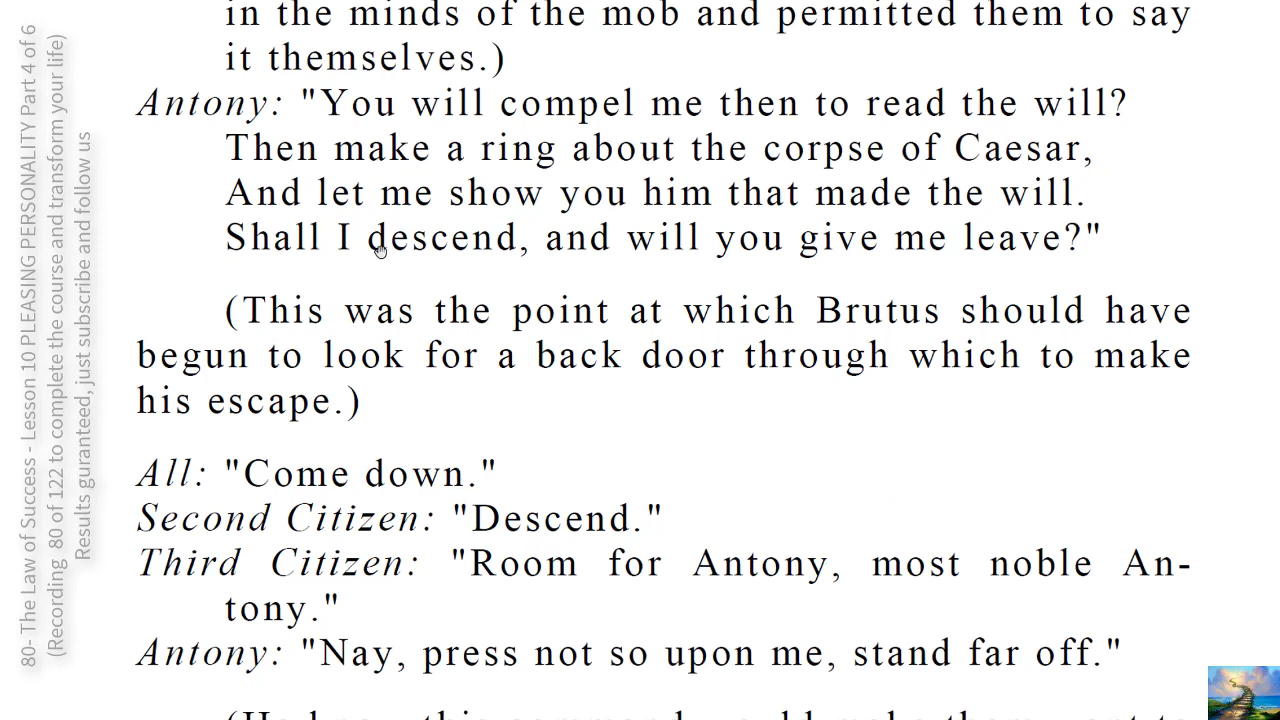 in the minds of the mob and permitted them to say
it themselves.)
Antony: "You will compel me then to read the will?
Then make a ring about the corpse of Caesar,
And let me show you him that made the will.
Shall I descend, and will you give me leave?"
(This was the point at which Brutus should have
begun to look for a back door through which to make
his escape.)
All: "Come down."
Second Citizen: "Descend."
Third Citizen: "Room for Antony, most noble An-
tony."
Antony: "Nay, press not so upon me, stand far off."
80- The Law of Success - Lesson 10 PLEASING PERSONALITY Part 4 of 6
(Recording 80 of 122 to complete the course and transform your life)
Results guranteed, just subscribe and follow us